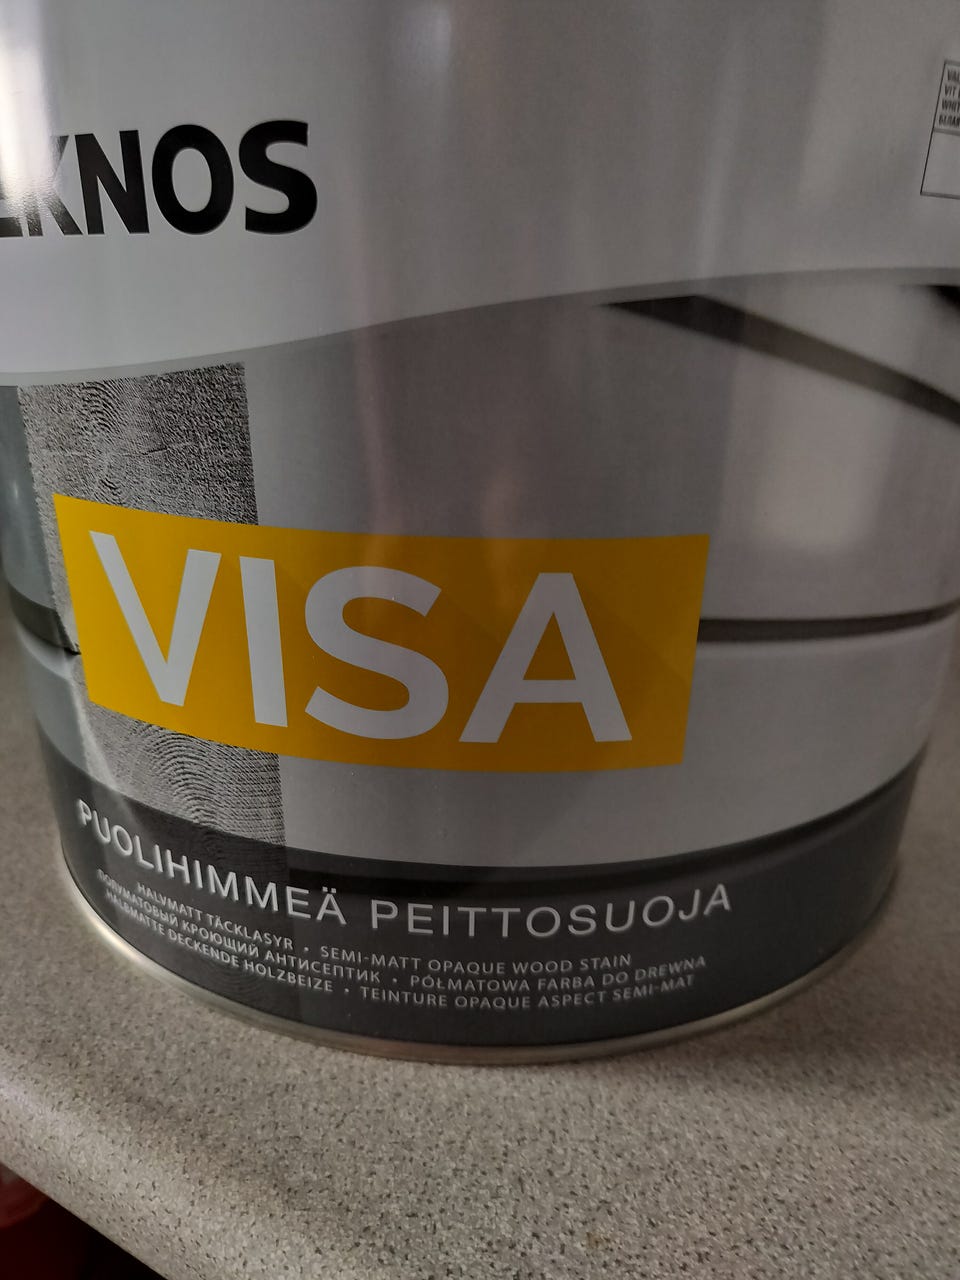 EKNOS
VISA
PUOLIHIMMEÄ PEITTOSUOJA
HALVMATT TÄCKLASYR • SEMI-MATT OPAQUE WOOD STAIN
ПОЛУМАТОВЫЙ КРОЮЩИЙ АНТИСЕПТИК • PÓŁMATOWA FARBA DO DREWNA
HALBMATTE DECKENDE HOLZBEIZE • TEINTURE OPAQUE ASPECT SEMI-MAT
VIT